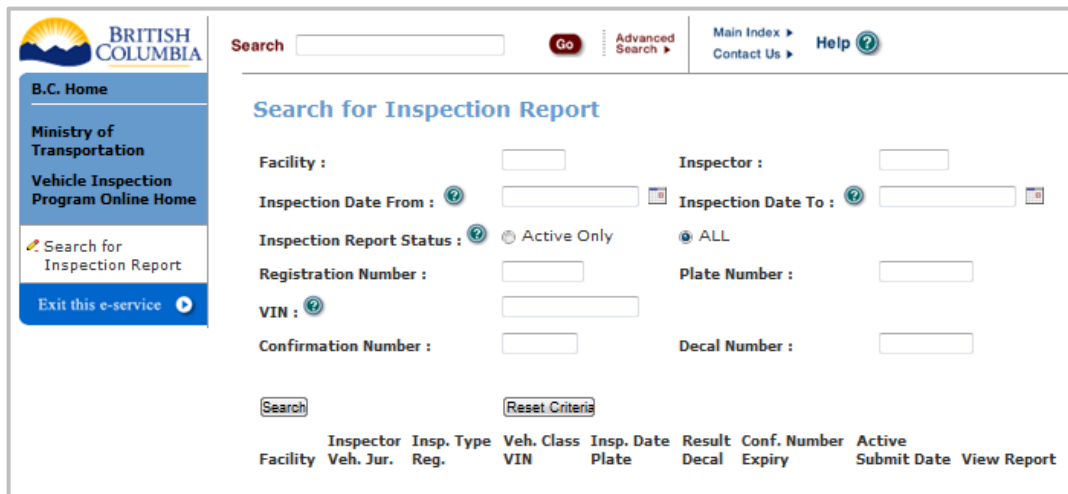 BRITISH
COLUMBIA
Search Go Advanced Search Main Index Contact Us Help ?
B.C. Home
Ministry of
Transportation
Vehicle Inspection
Program Online Home
Search for
Inspection Report
Exit this e-service
Search for Inspection Report
Facility : Inspector :
Inspection Date From : ? Inspection Date To : ?
Inspection Report Status : ? Active Only ALL
Registration Number : Plate Number :
VIN : ?
Confirmation Number : Decal Number :
Search Reset Criteria
Inspector Insp. Type Veh. Class Insp. Date Result Conf. Number Active
Facility Veh. Jur. Reg. VIN Plate Decal Expiry Submit Date View Report